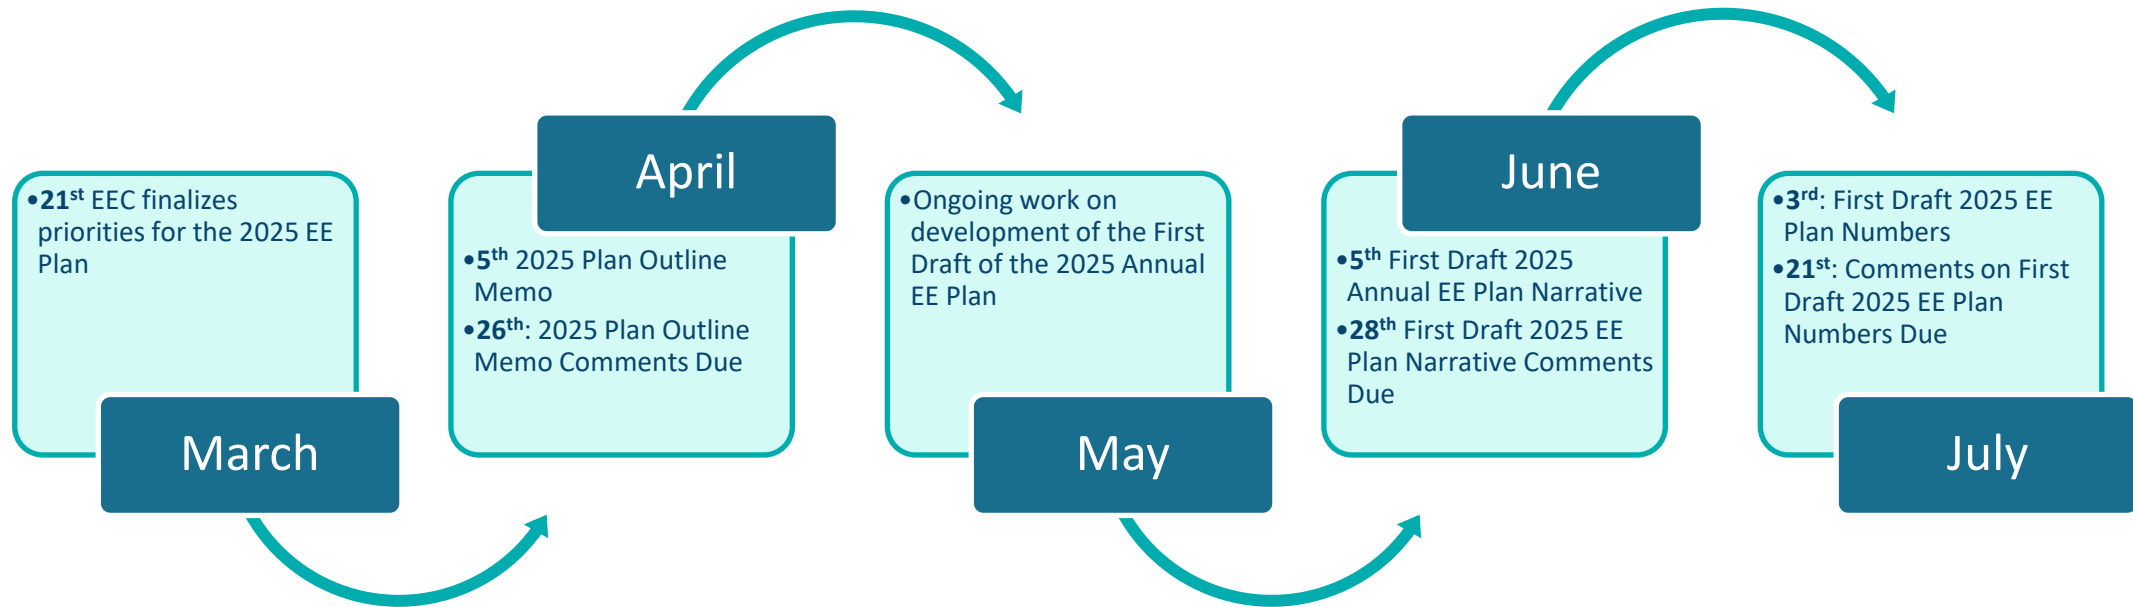 •21st EEC finalizes
priorities for the 2025 EE
Plan
March
April
•5th 2025 Plan Outline
Memo
•26th: 2025 Plan Outline
Memo Comments Due
•Ongoing work on
development of the First
Draft of the 2025 Annual
EE Plan
May
June
•5th First Draft 2025
Annual EE Plan Narrative
•28th First Draft 2025 EE
Plan Narrative Comments
Due
•3rd: First Draft 2025 EE
Plan Numbers
•21st: Comments on First
Draft 2025 EE Plan
Numbers Due
July